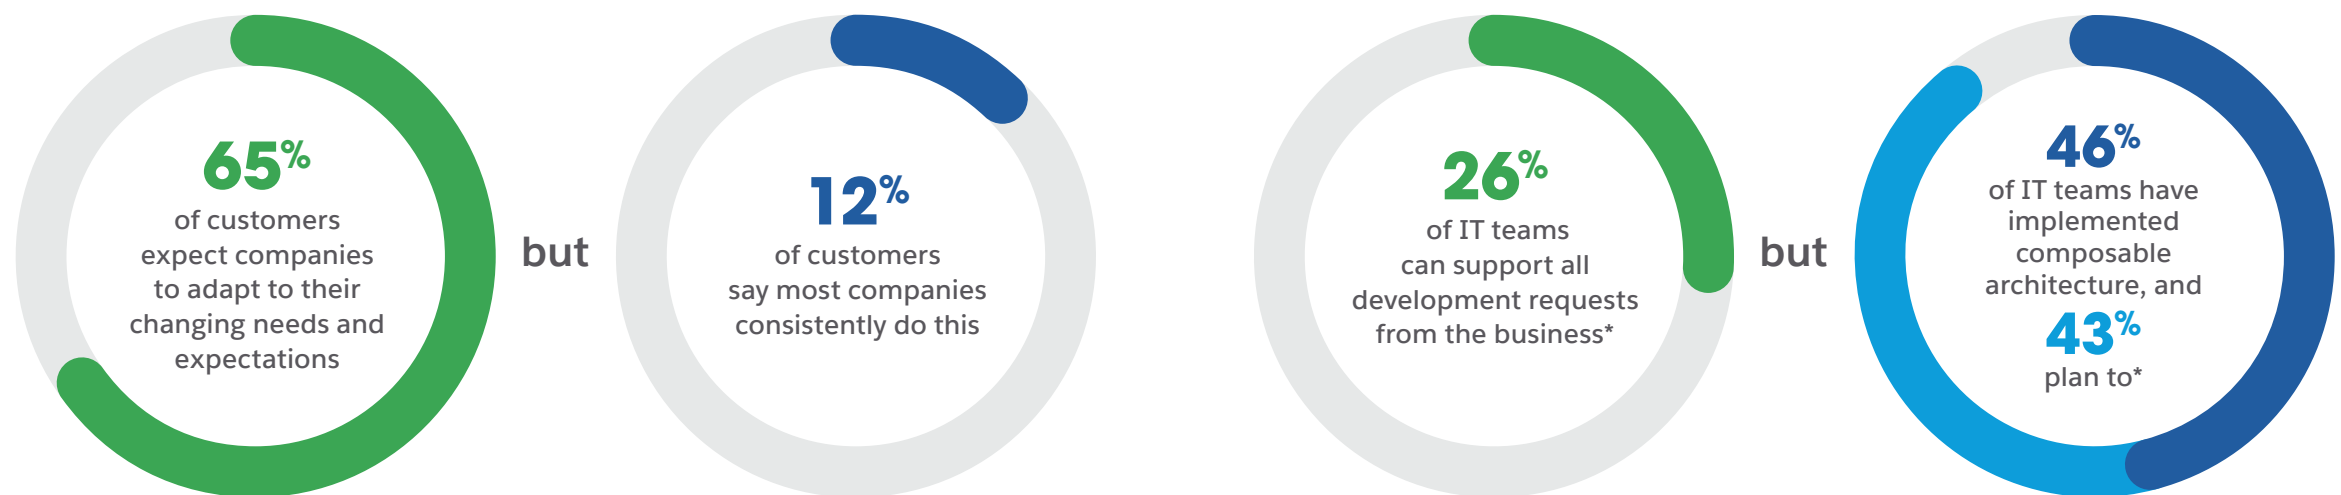 65%
of customers
expect companies
to adapt to their
changing needs and
expectations
but
12%
of customers
say most companies
consistently do this
26%
of IT teams
can support all
development requests
from the business*
but
46%
of IT teams have
implemented
composable
architecture, and
43%
plan to*